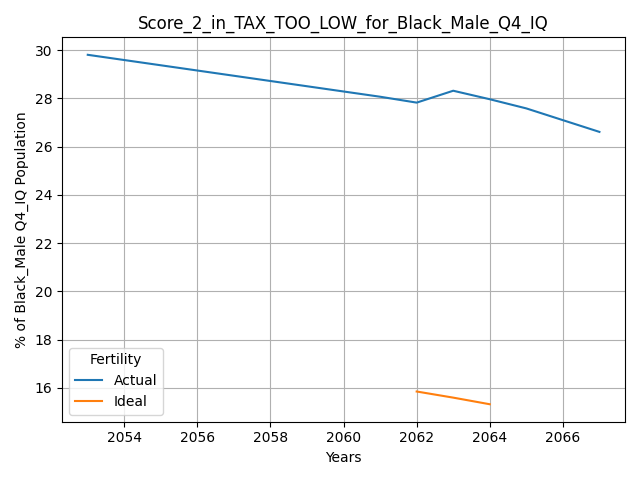 Score_2_in_TAX_TOO_LOW_for_Black_Male_Q4_IQ
% of Black_Male Q4_IQ Population
30
28
26
24
22
20
18
16
Fertility
Actual
Ideal
2054 2056 2058 2060 2062 2064 2066
Years